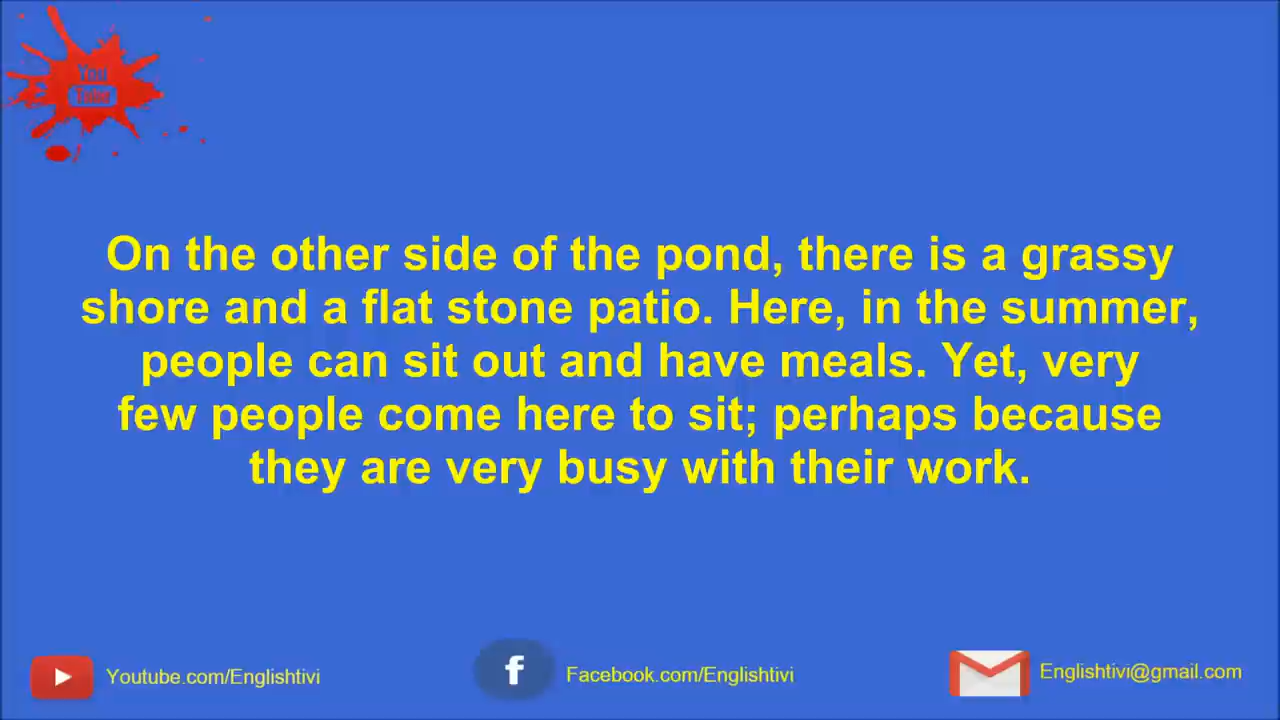 You
Tube
On the other side of the pond, there is a grassy
shore and a flat stone patio. Here, in the summer,
people can sit out and have meals. Yet, very
few people come here to sit; perhaps because
they are very busy with their work.
Youtube.com/Englishtivi
f
Facebook.com/Englishtivi
Englishtivi@gmail.com